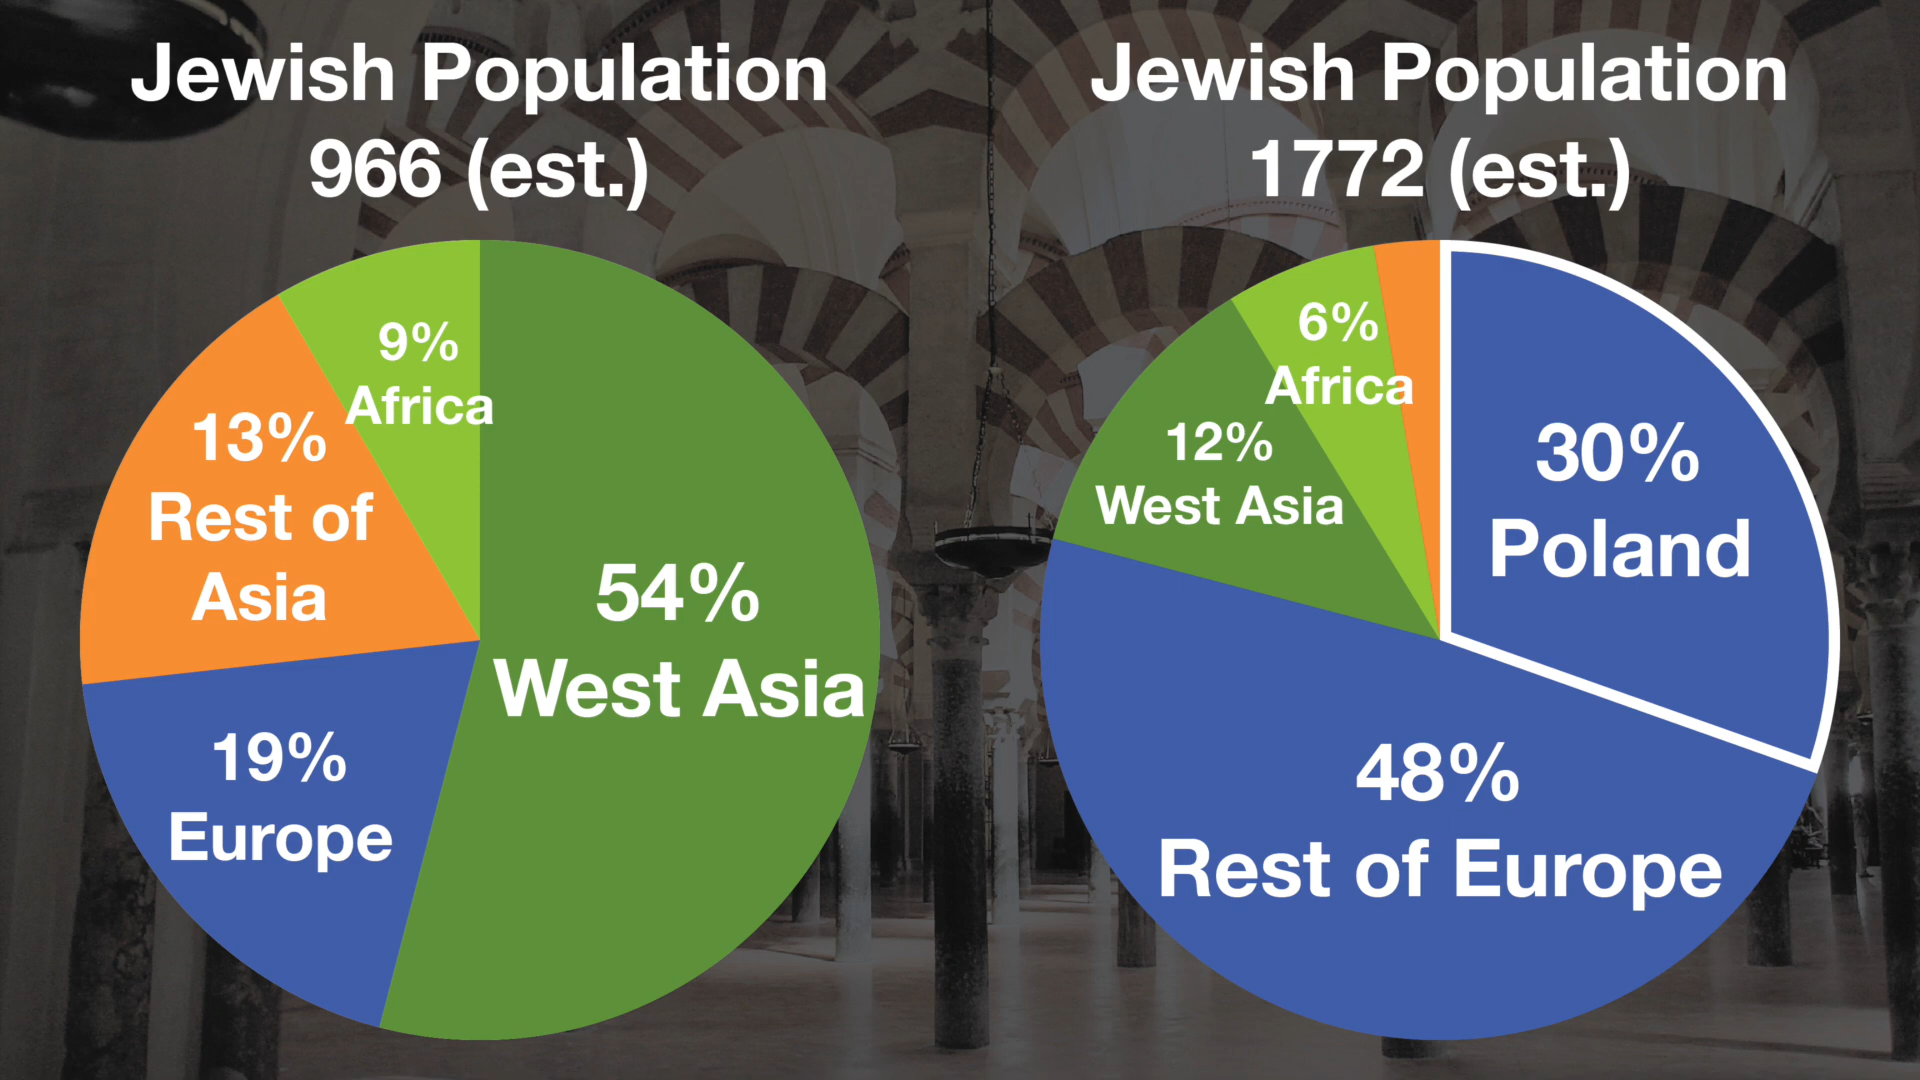 Jewish Population
966 (est.)
9%
Africa
13%
Rest of
Asia
54%
West Asia
19%
Europe
Jewish Population
1772 (est.)
6%
Africa
12%
West Asia
30%
Poland
48%
Rest of Europe